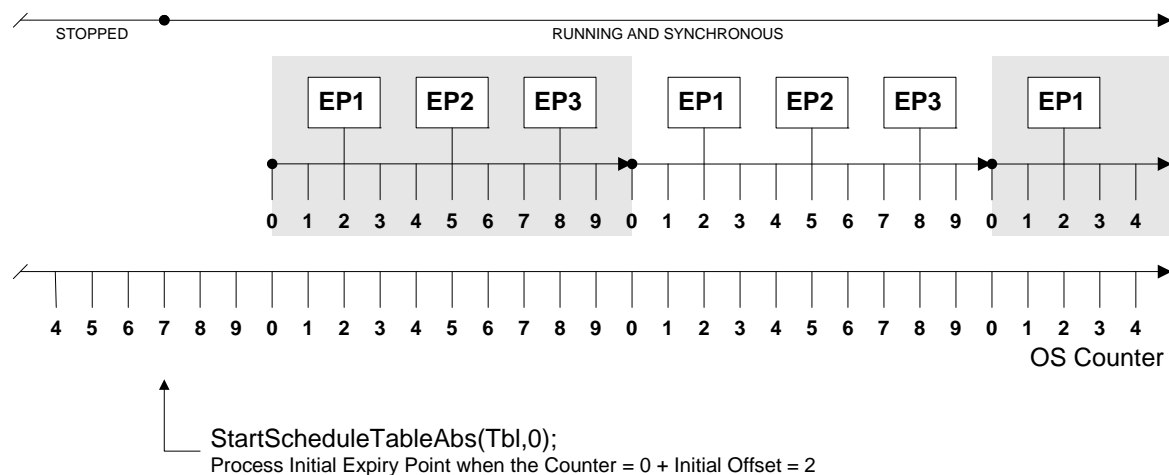 STOPPED RUNNING AND SYNCHRONOUS
EP1 EP2 EP3 EP1 EP2 EP3 EP1
0 1 2 3 4 5 6 7 8 9 0 1 2 3 4 5 6 7 8 9 0 1 2 3 4
4 5 6 7 8 9 0 1 2 3 4 5 6 7 8 9 0 1 2 3 4 5 6 7 8 9 0 1 2 3 4
OS Counter
StartScheduleTableAbs(Tbl,0);
Process Initial Expiry Point when the Counter = 0 + Initial Offset = 2